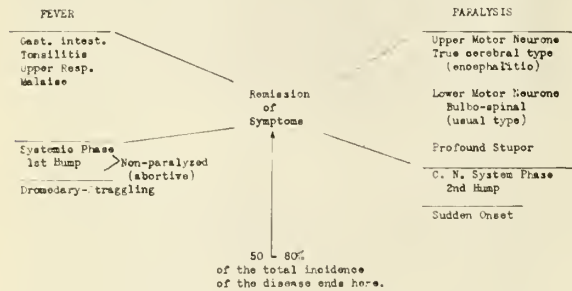 FEVER
Gast. intest.
Tonsilitis
Upper Resp.
Malaise
Systemic Phase
1st Hump
Non-paralyzed
(abortive)
Dromedary-Straggling
Remission
of
Symptoms
50 - 80%
of the total incidence
of the disease ends here.
PARALYSIS
Upper Motor Neurone
True cerebral type
(encephalitio)
Lower Motor Neurone
Bulbo-spinal
(usual type)
Profound Stupor
C. N. System Phase
2nd Hump
Sudden Onset